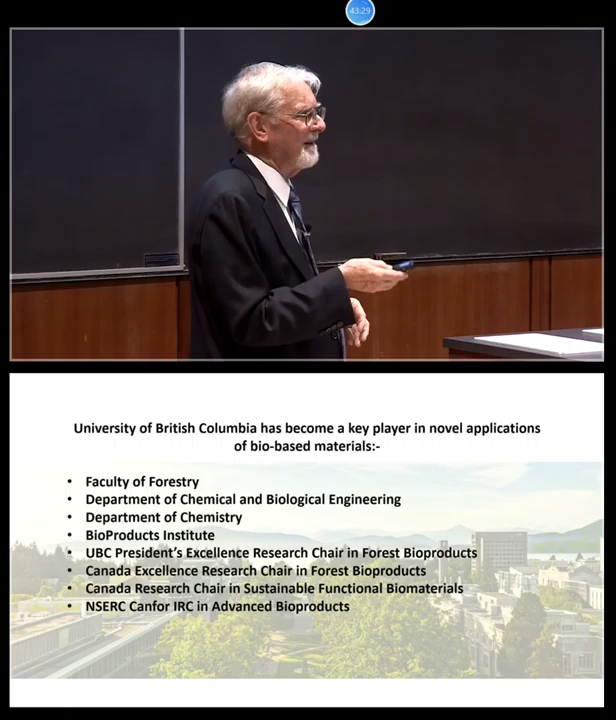 43:29
University of British Columbia has become a key player in novel applications
of bio-based materials:-
• Faculty of Forestry
• Department of Chemical and Biological Engineering
• Department of Chemistry
• BioProducts Institute
• UBC President's Excellence Research Chair in Forest Bioproducts
• Canada Excellence Research Chair in Forest Bioproducts
• Canada Research Chair in Sustainable Functional Biomaterials
• NSERC Canfor IRC in Advanced Bioproducts